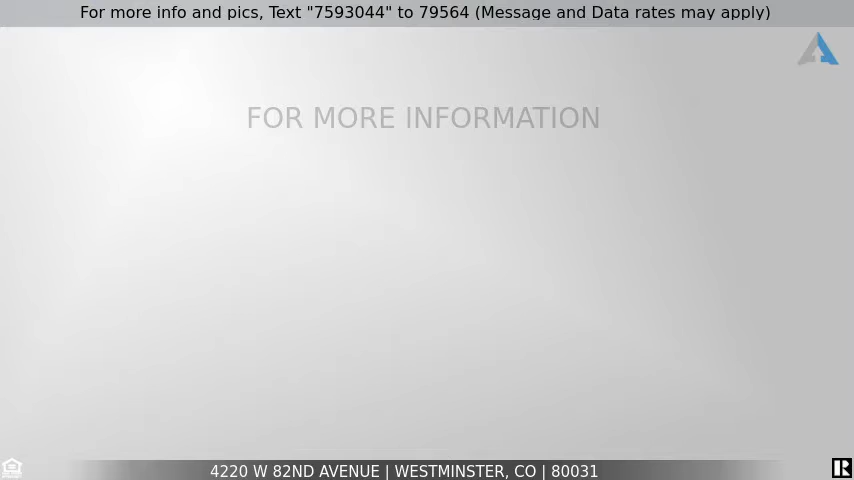 For more info and pics, Text "7593044" to 79564 (Message and Data rates may apply)
FOR MORE INFORMATION
4220 W 82ND AVENUE | WESTMINSTER, CO | 80031